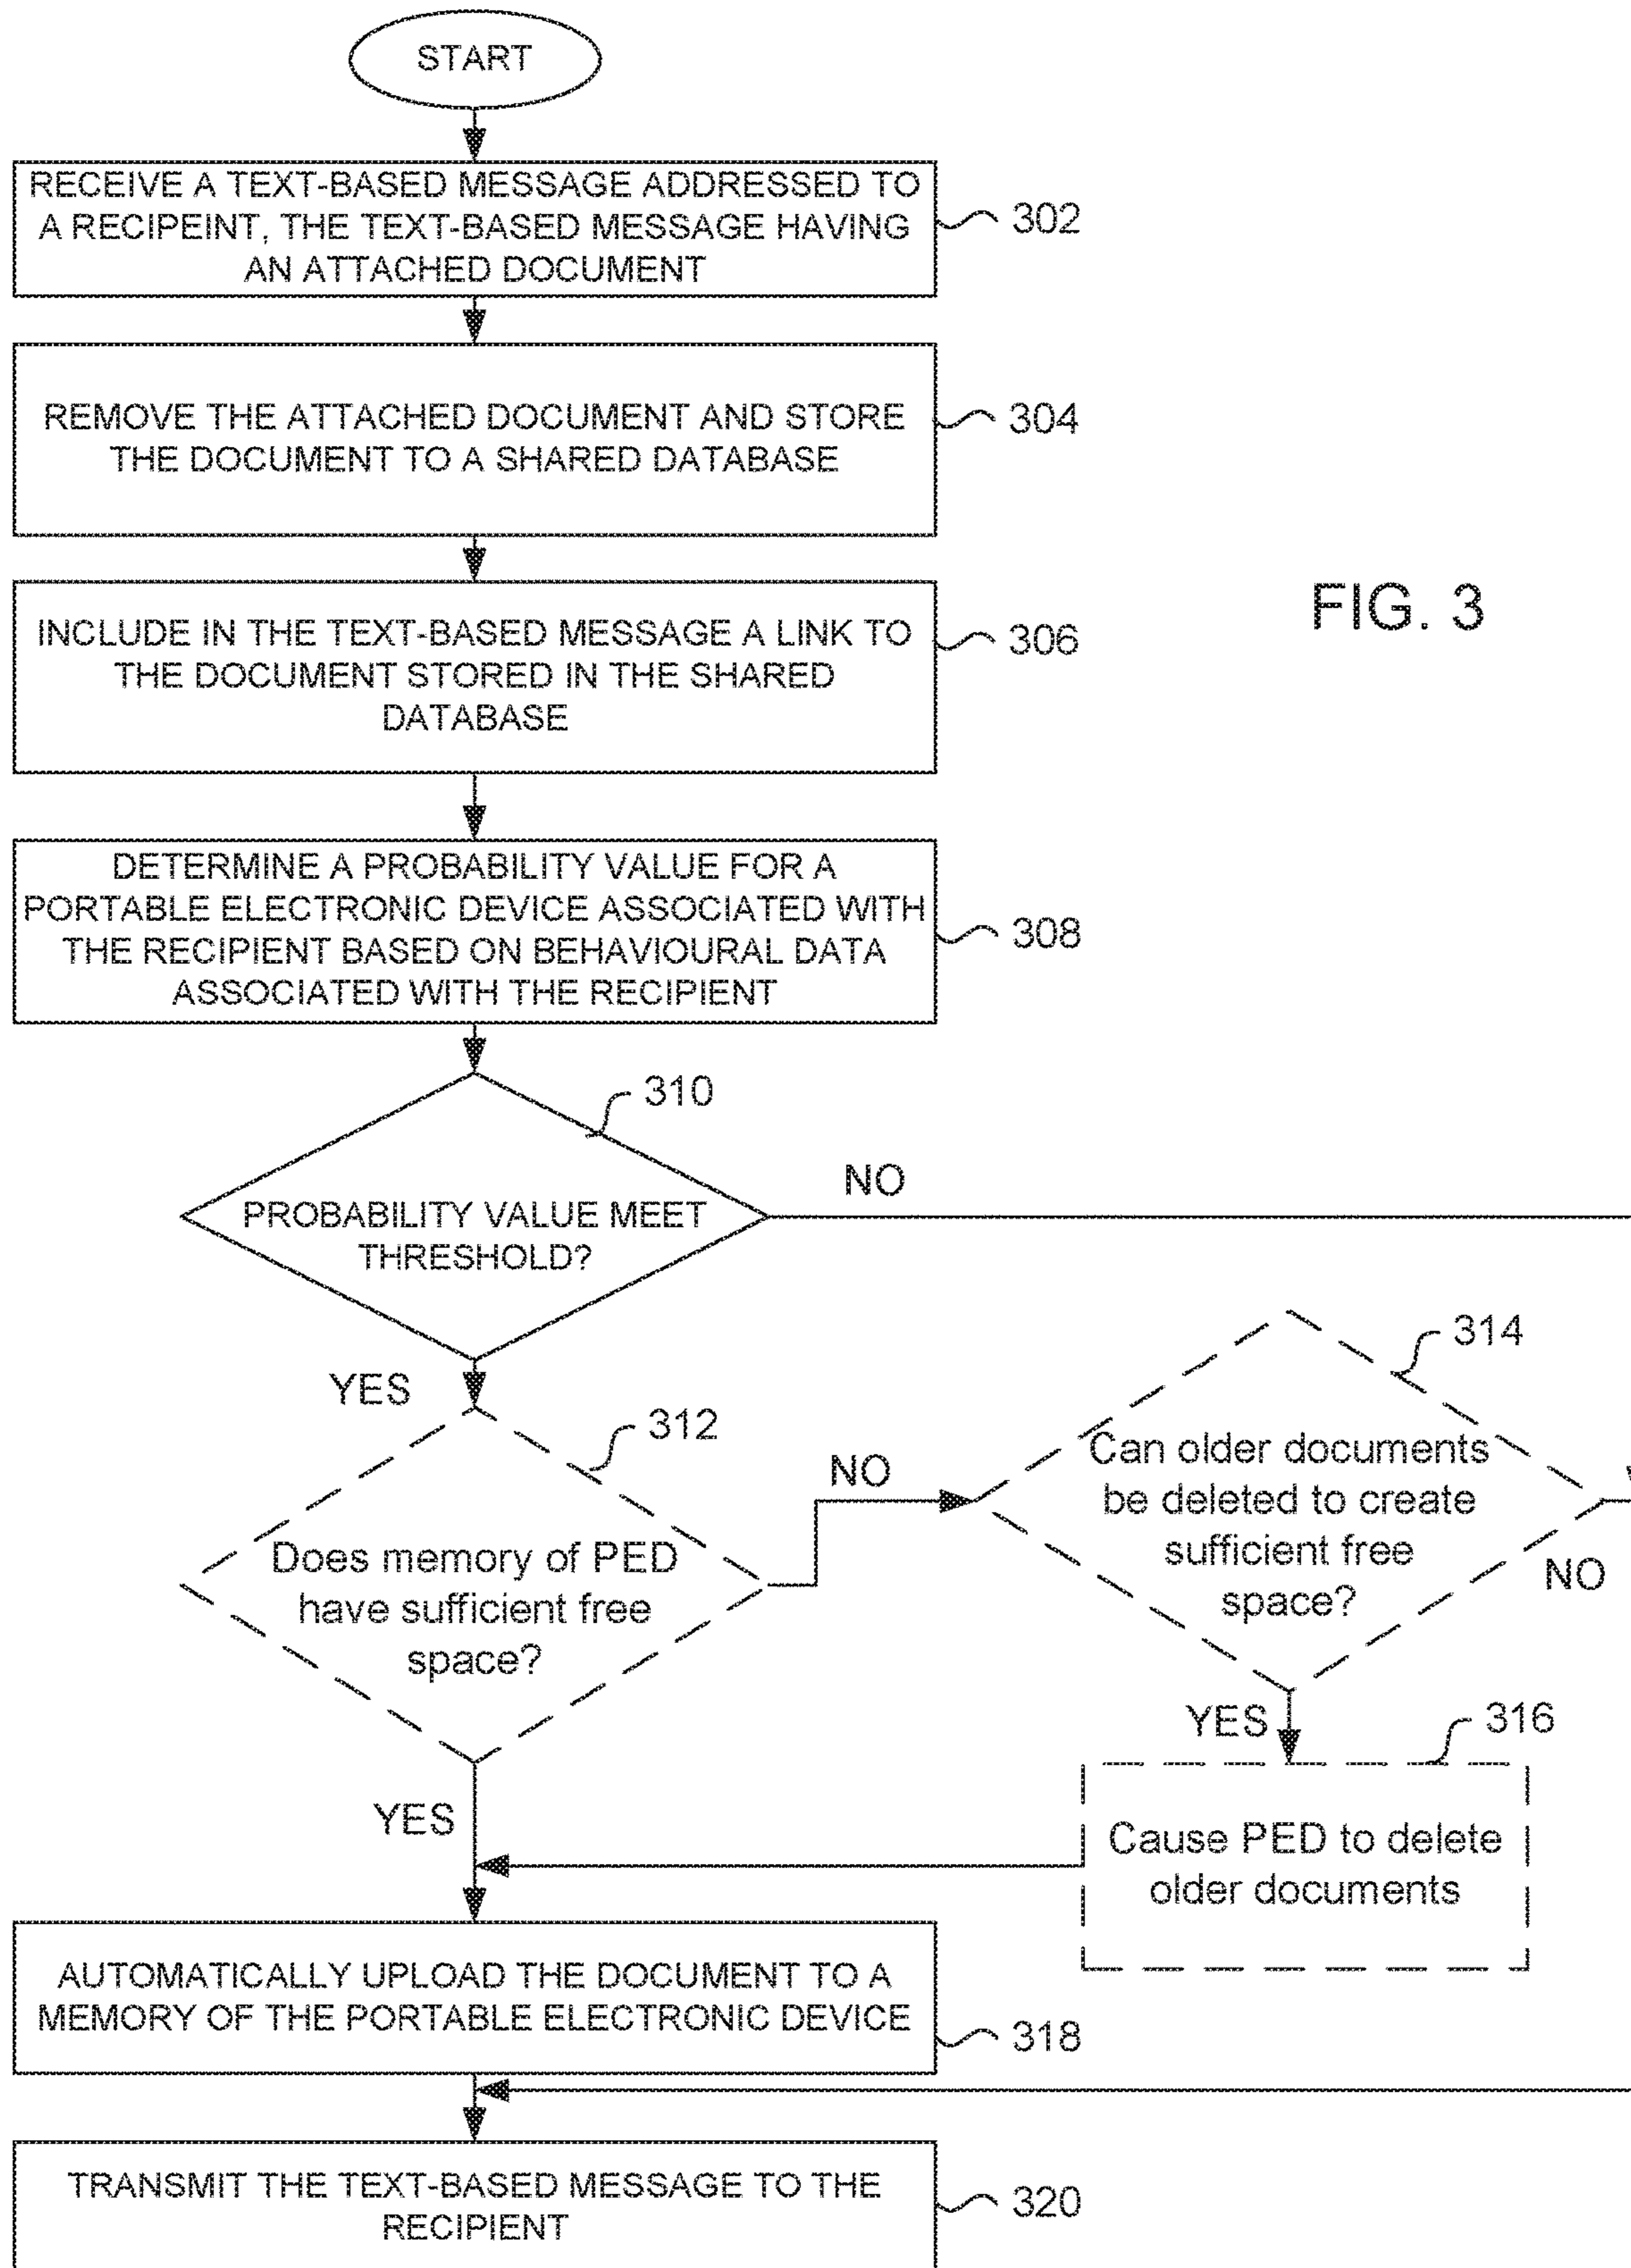 START
RECEIVE A TEXT-BASED MESSAGE ADDRESSED TO
A RECIPEINT, THE TEXT-BASED MESSAGE HAVING
AN ATTACHED DOCUMENT
302
REMOVE THE ATTACHED DOCUMENT AND STORE
THE DOCUMENT TO A SHARED DATABASE
304
INCLUDE IN THE TEXT-BASED MESSAGE A LINK TO
THE DOCUMENT STORED IN THE SHARED
DATABASE
306
FIG. 3
DETERMINE A PROBABILITY VALUE FOR A
PORTABLE ELECTRONIC DEVICE ASSOCIATED WITH
THE RECIPIENT BASED ON BEHAVIOURAL DATA
ASSOCIATED WITH THE RECIPIENT
308
310
PROBABILITY VALUE MEET
THRESHOLD?
NO
YES
312
Does memory of PED
have sufficient free
space?
NO
314
Can older documents
be deleted to create
sufficient free
space?
NO
YES
316
Cause PED to delete
older documents
YES
AUTOMATICALLY UPLOAD THE DOCUMENT TO A
MEMORY OF THE PORTABLE ELECTRONIC DEVICE
318
TRANSMIT THE TEXT-BASED MESSAGE TO THE
RECIPIENT
320